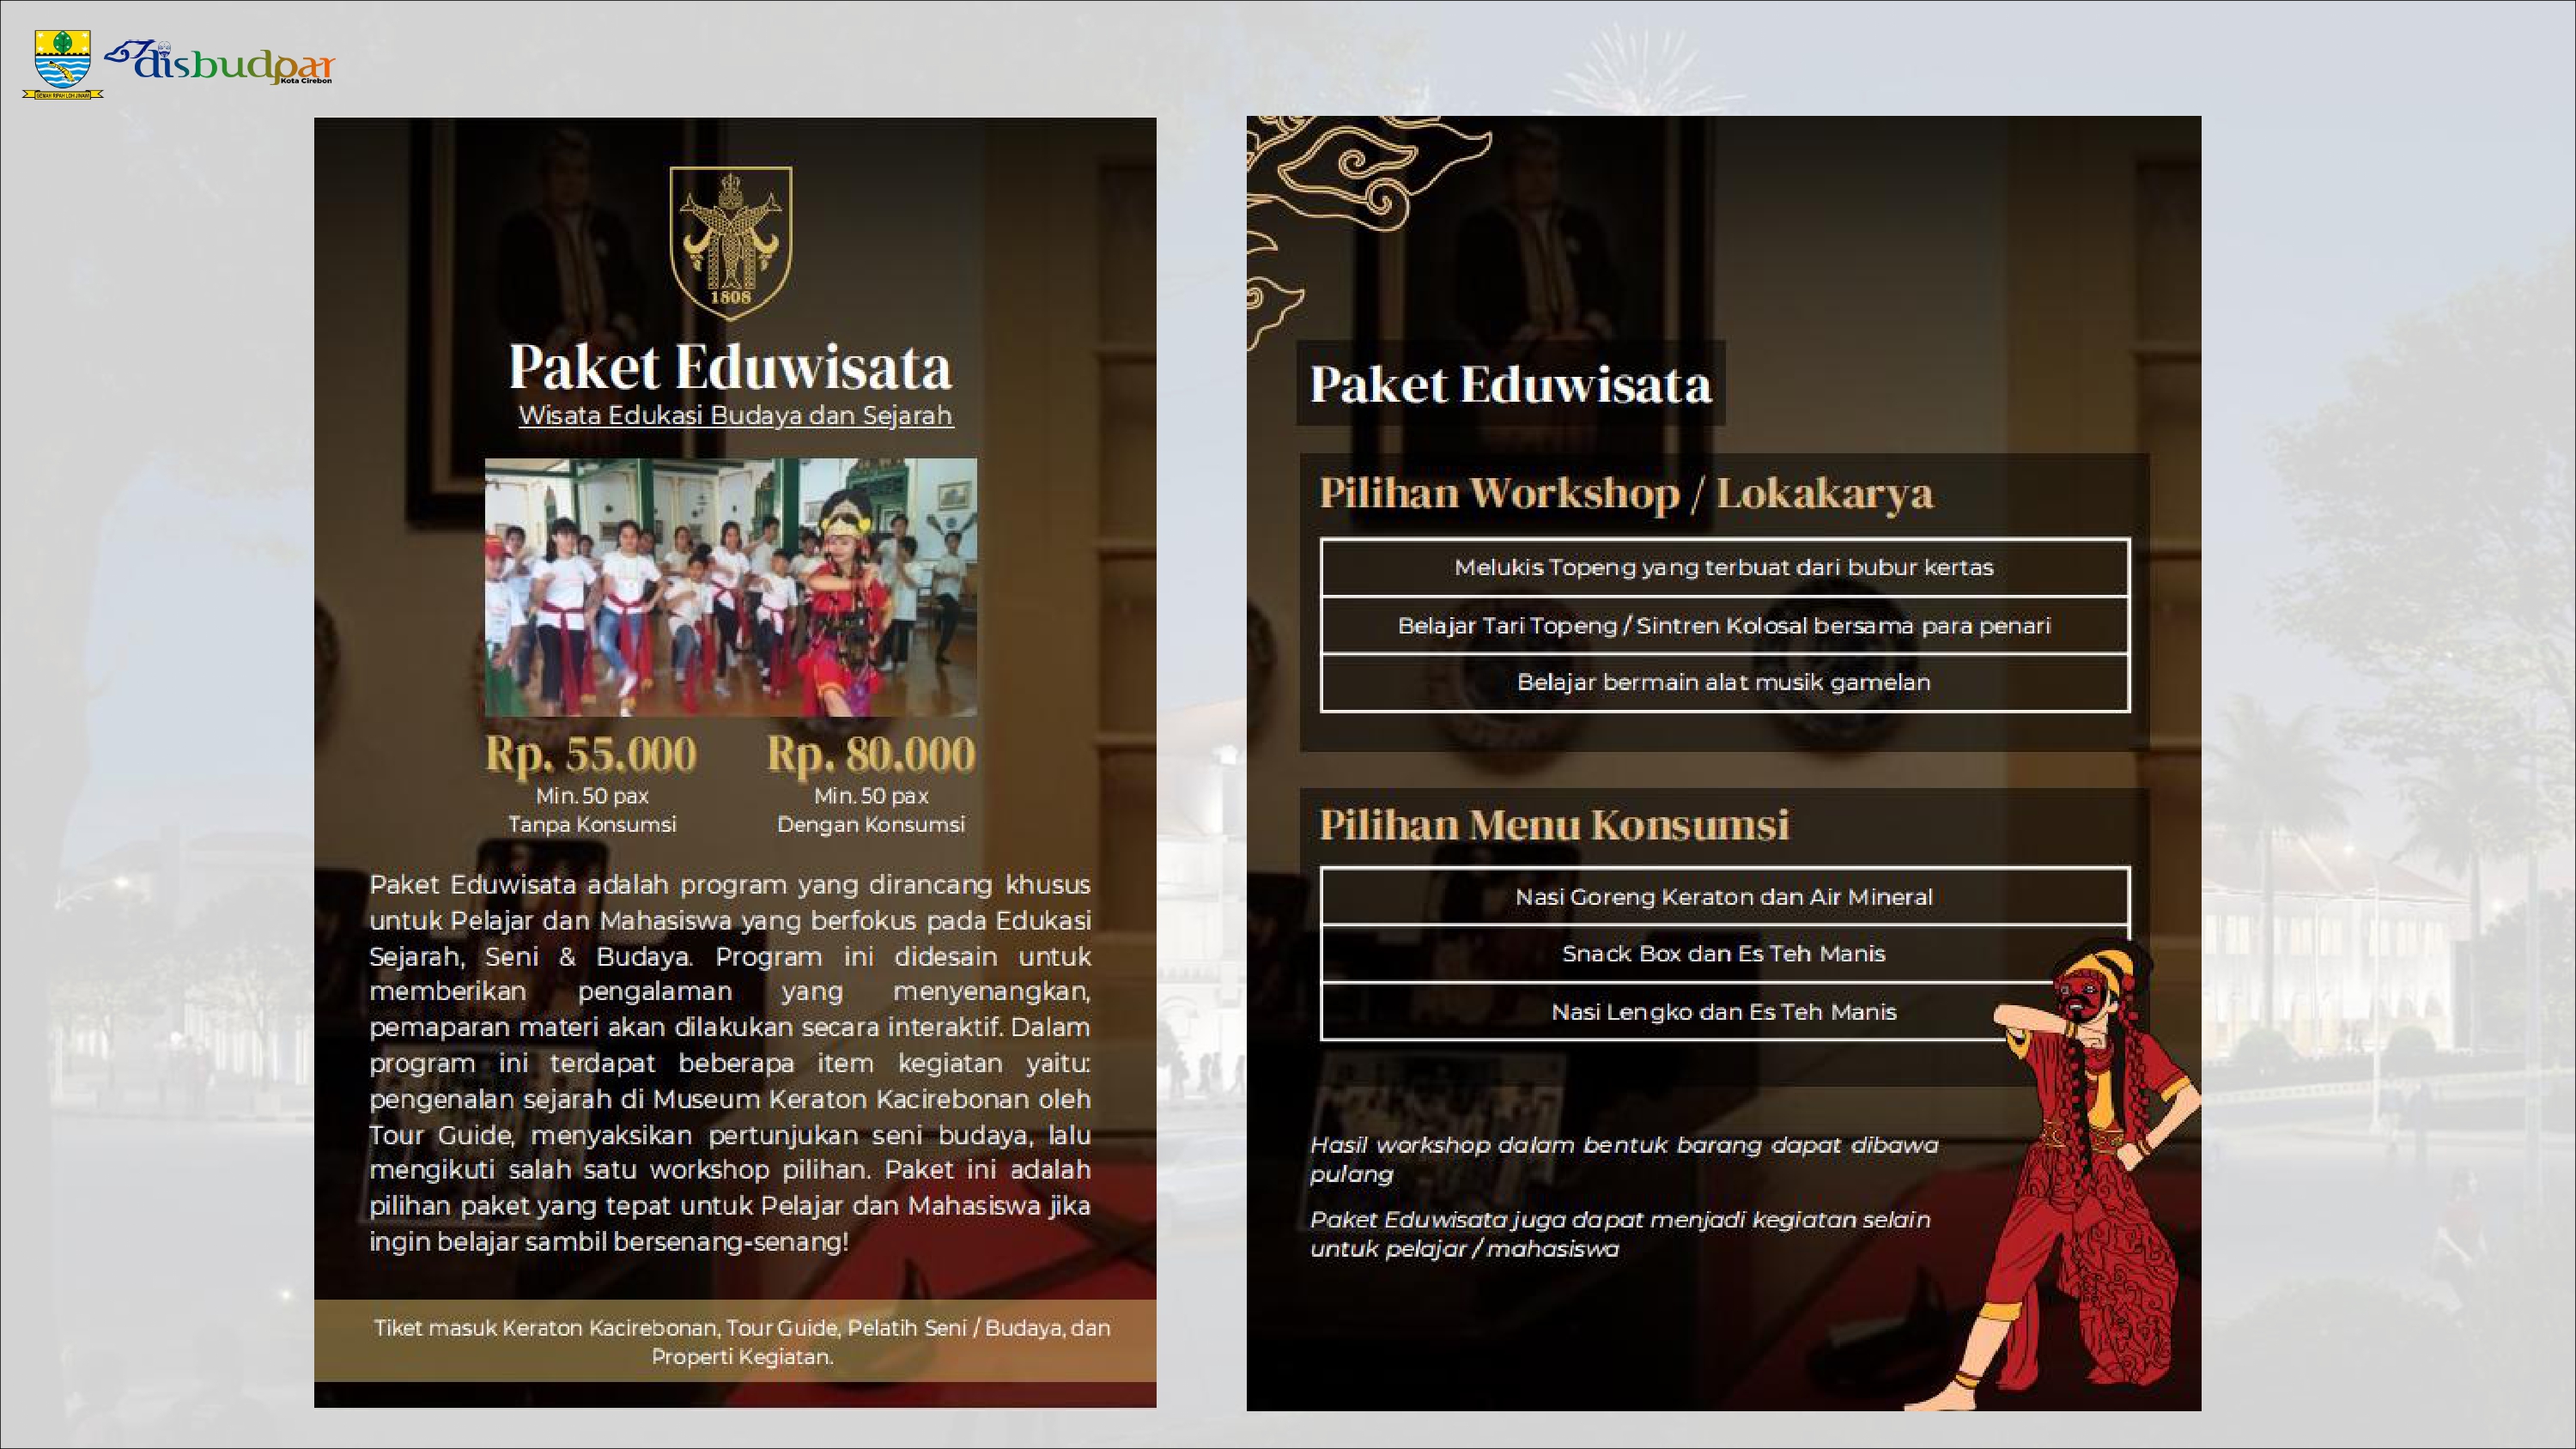 GEMAH RIPAH LOH JINAWI
disbudpar
Kota Cirebon
1808
Paket Eduwisata
Wisata Edukasi Budaya dan Sejarah
Rp. 55.000
Min. 50 pax
Tanpa Konsumsi
Rp. 80.000
Min. 50 pax
Dengan Konsumsi
Paket Eduwisata adalah program yang dirancang khusus
untuk Pelajar dan Mahasiswa yang berfokus pada Edukasi
Sejarah, Seni & Budaya. Program ini didesain untuk
memberikan pengalaman yang menyenangkan,
pemaparan materi akan dilakukan secara interaktif. Dalam
program ini terdapat beberapa item kegiatan yaitu:
pengenalan sejarah di Museum Keraton Kacirebonan oleh
Tour Guide, menyaksikan pertunjukan seni budaya, lalu
mengikuti salah satu workshop pilihan. Paket ini adalah
pilihan paket yang tepat untuk Pelajar dan Mahasiswa jika
ingin belajar sambil bersenang-senang!
Tiket masuk Keraton Kacirebonan, Tour Guide, Pelatih Seni / Budaya, dan
Properti Kegiatan.
Paket Eduwisata
Pilihan Workshop / Lokakarya
Melukis Topeng yang terbuat dari bubur kertas
Belajar Tari Topeng / Sintren Kolosal bersama para penari
Belajar bermain alat musik gamelan
Pilihan Menu Konsumsi
Nasi Goreng Keraton dan Air Mineral
Snack Box dan Es Teh Manis
Nasi Lengko dan Es Teh Manis
Hasil workshop dalam bentuk barang dapat dibawa
pulang
Paket Eduwisata juga dapat menjadi kegiatan selain
untuk pelajar / mahasiswa